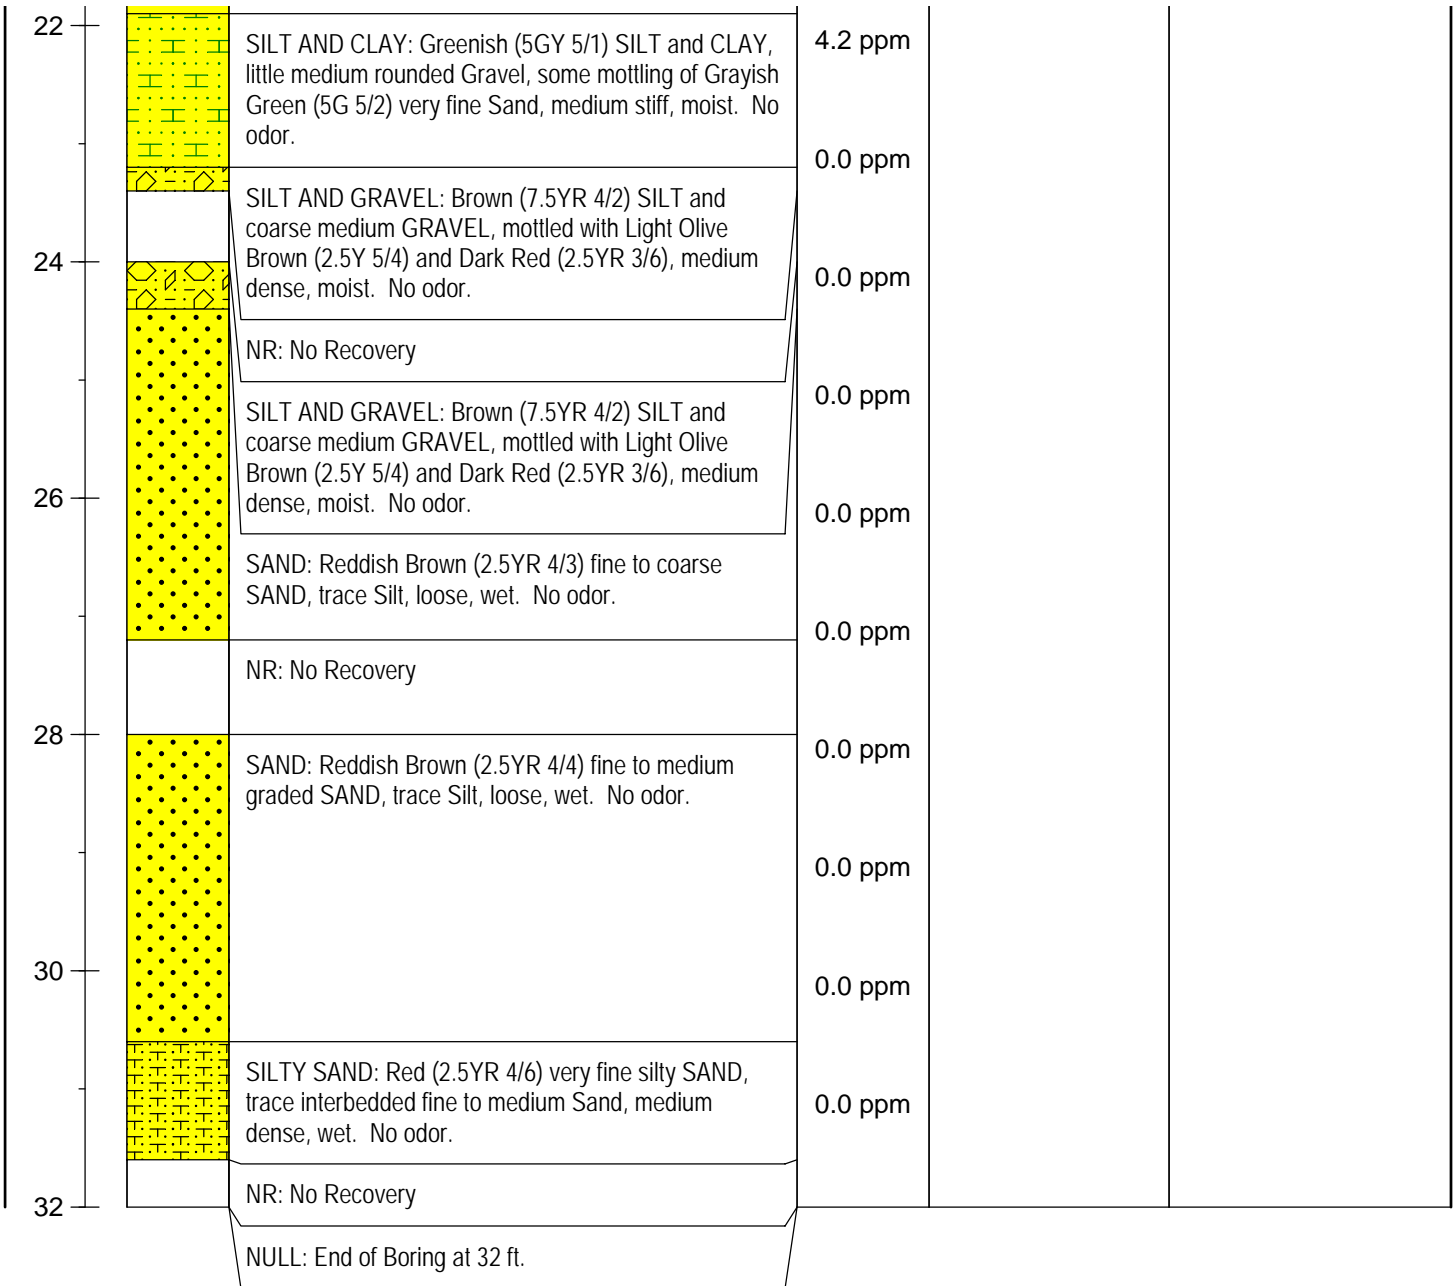 22
SILT AND CLAY: Greenish (5GY 5/1) SILT and CLAY,
little medium rounded Gravel, some mottling of Grayish
Green (5G 5/2) very fine Sand, medium stiff, moist.  No
odor.
4.2 ppm
0.0 ppm
SILT AND GRAVEL: Brown (7.5YR 4/2) SILT and
coarse medium GRAVEL, mottled with Light Olive
Brown (2.5Y 5/4) and Dark Red (2.5YR 3/6), medium
dense, moist.  No odor.
24
0.0 ppm
NR: No Recovery
0.0 ppm
SILT AND GRAVEL: Brown (7.5YR 4/2) SILT and
coarse medium GRAVEL, mottled with Light Olive
Brown (2.5Y 5/4) and Dark Red (2.5YR 3/6), medium
dense, moist.  No odor.
26
0.0 ppm
SAND: Reddish Brown (2.5YR 4/3) fine to coarse
SAND, trace Silt, loose, wet.  No odor.
0.0 ppm
NR: No Recovery
28
0.0 ppm
SAND: Reddish Brown (2.5YR 4/4) fine to medium
graded SAND, trace Silt, loose, wet.  No odor.
0.0 ppm
30
0.0 ppm
SILTY SAND: Red (2.5YR 4/6) very fine silty SAND,
trace interbedded fine to medium Sand, medium
dense, wet.  No odor.
0.0 ppm
NR: No Recovery
32
NULL: End of Boring at 32 ft.